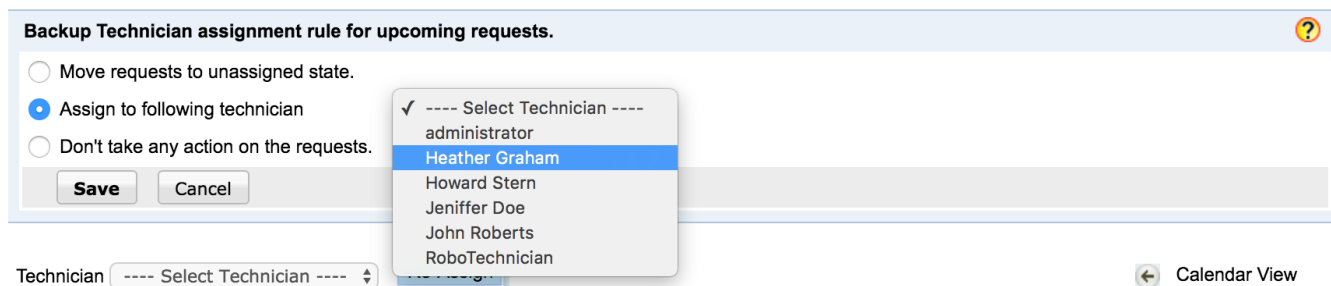 Backup Technician assignment rule for upcoming requests.
?
Move requests to unassigned state.
Assign to following technician
✓ ---- Select Technician ----
administrator
Don't take any action on the requests.
Heather Graham
Howard Stern
Save Cancel
Jeniffer Doe
John Roberts
RoboTechnician
Technician ---- Select Technician ----
Calendar View